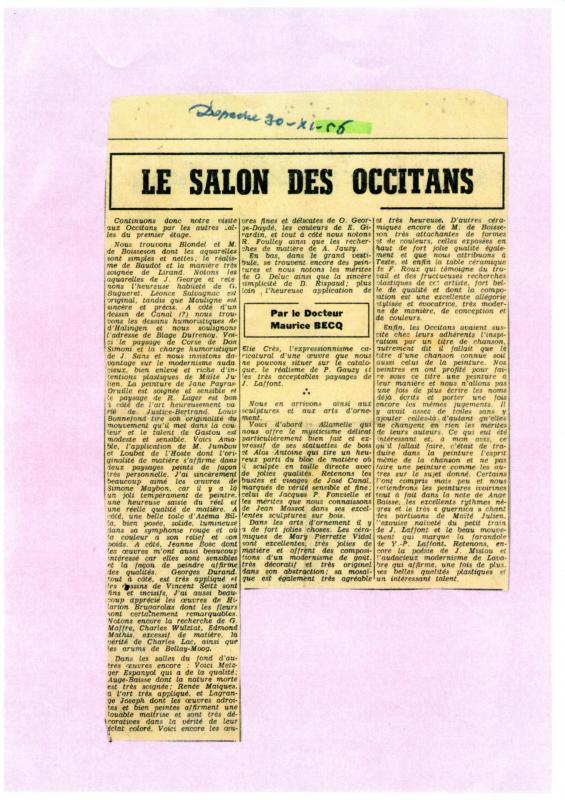 Depeche 30-XI-56
LE SALON DES OCCITANS
Continuons donc notre visite
aux Occitans par les autres sal-
les du premier étage.
Nous trouvons Blondel et M.
de Boisseson dont les aquarelles
sont simples et nettes; le réalis-
me de Baudot et la manière très
soignée de Lirand. Notons les
aquarelles de J. George et rete-
nons l'heureuse habileté de G.
Bugueret. Léonce Salvagnac est
original, tandis que Mouligne est
sincère et précis. A côté d'un
dessin de Canal (?) nous trou-
vons les dessins humoristiques de
d'Halingen et nous soulignons
l'adresse de Blage Dufrenoy. Voi-
ci le paysage de Corse de Don
Simoni et la charge humoristique
de J. Sans et nous insistons da-
vantage sur le modernisme auda-
cieux, bien enlevé et riche d'in-
tentions plastiques de Maïté Ju-
lien. La peinture de Jane Payrau-
Druille est soignée et sensible et
le paysage de R. Lager est bon
à côté de l'art heureusement va-
rié de Justice-Bertrand. Louis
Bonnefond tire son originalité du
mouvement qu'il met dans la cou-
leur et le talent de Gaston est
modeste et sensible. Voici Ama-
ble, l'application de M. Jumbou
et Loubet de l'Hoste dont l'ori-
ginalité de matière s'affirme dans
deux paysages peints de façon
très personnelle. J'ai sincèrement
beaucoup aimé les œuvres de
Simone Maybon, car il y a là
un joli tempérament de peintre,
une heureuse saisie du réel et
une réelle qualité de matière. A
côté, une belle toile d'Aséma Bil-
la, bien posée, solide, lumineuse
dans sa symphonie rouge et où
la couleur a son relief et son
poids. A côté, Jeanne Bosc dont
les œuvres m'ont aussi beaucoup
intéressé car elles sont sensibles
et la façon de peindre affirme
des qualités. Georges Durand,
tout à côté, est très appliqué et
les dessins de Vincent Seitz sont
fins et incisifs. J'ai aussi beau-
coup apprécié les œuvres de Hi-
larion Brugarolas dont les fleurs
sont certainement remarquables.
Notons encore la recherche de G.
Maffre, Charles Wulztat, Edmond
Mathis, excessif de matière, la
vérité de Charles Lac, ainsi que
les arums de Bellay-Moog.
Dans les salles du fond d'au-
tres œuvres encore : Voici Metz-
ger Espanyol qui a de la qualité;
Auge-Baisse dont la nature morte
est très soignée; Renée Maiques,
à l'art très appliqué, et Lagran-
ge Joseph dont les œuvres adroi-
tes et bien peintes affirment une
louable maîtrise et sont très dé-
coratives dans la vérité de leur
éclat coloré. Voici encore les œu-
vres fines et délicates de O. Geor-
ge-Daydé, les couleurs de E. Gi-
rardin, et tout à côté nous notons
R. Foulley ainsi que les recher-
ches de matière de A. Jauzy.
En bas, dans le grand vesti-
bule, se trouvent encore des pein-
tures et nous notons les mérites
de G. Deluc ainsi que la sincère
simplicité de D. Rispaud; plus
loin l'heureuse application de
Par le Docteur
Maurice BECQ
Elie Crès, l'expressionnisme ca-
ricatural d'une œuvre que nous
ne pouvons situer sur le catalo-
gue, le réalisme de P. Gauzy et
les très acceptables paysages de
J. Laffont.
Nous en arrivons ainsi aux
sculptures et aux arts d'orne-
ment.
Voici d'abord Allamelle qui
nous offre le mysticisme délicat
particulièrement bien fait et ex-
pressif de ses statuettes de bois
et Alos Antoine qui tire un heu-
reux parti du bloc de matière où
il sculpte en taille directe avec
de jolies qualités. Retenons les
bustes et visages de José Canal,
marqués de vérité sensible et fine;
celui de Jacques P. Fonvielle et
les mérites que nous connaissons
de Jean Massot dans ses excel-
lentes sculptures sur bois.
Dans les arts d'ornement il y
a de fort jolies choses. Les céra-
miques de Mary Pierrette Vidal
sont excellentes, très jolies de
matière et offrent des composi-
tions d'un modernisme de goût,
très décoratif et très original
dans son abstraction; sa mosaï-
que est également très agréable
et très heureuse. D'autres céra-
miques encore de M. de Boisse-
son très attachantes de formes
et de couleurs, celles exposées en
haut de fort jolie qualité égale-
ment et que nous attribuons à
Teste, et enfin la table céramique
de F. Roux qui témoigne du tra-
vail et des fructueuses recherches
plastiques de cet artiste, fort bel-
le de qualité et dont la compo-
sition est une excellente allégorie
stylisée et évocatrice, très moder-
ne de manière, de conception et
de couleur.
Enfin, les Occitans avaient sus-
cité chez leurs adhérents l'inspi-
ration par un titre de chanson,
autrement dit il fallait que le
titre d'une chanson connue soit
aussi celui de la peinture. Nos
peintres en ont profité pour fai-
re sous ce titre une peinture à
leur manière et nous n'allons pas
une fois de plus écrire les noms
déjà écrits et porter une fois
encore les mêmes jugements. Il
y avait assez de toiles sans y
ajouter celles-là, d'autant qu'elles
ne changent en rien les mérites
de leurs auteurs. Ce qui eut été
intéressant et, à mon avis, ce
qu'il fallait faire, c'était de tra-
duire dans la peinture l'esprit
même de la chanson et ne pas
faire une peinture comme les au-
tres sur le sujet donné. Certains
l'ont compris mais peu et nous
retiendrons les peintures ivoirines
tout à fait dans la note de Ange
Baisse, les excellents rythmes nè-
gres et le très « guernica » chant
des partisans de Maïté Julien,
l'exquise naïveté du petit train
de J. Laffont et le beau mouve-
ment qui marque la farandole
de Y.-P. Laffont. Retenons, en-
core la poésie de J. Miston et
l'audacieux modernisme de Lava-
bre qui affirme, une fois de plus,
ses belles qualités plastiques et
un intéressant talent.